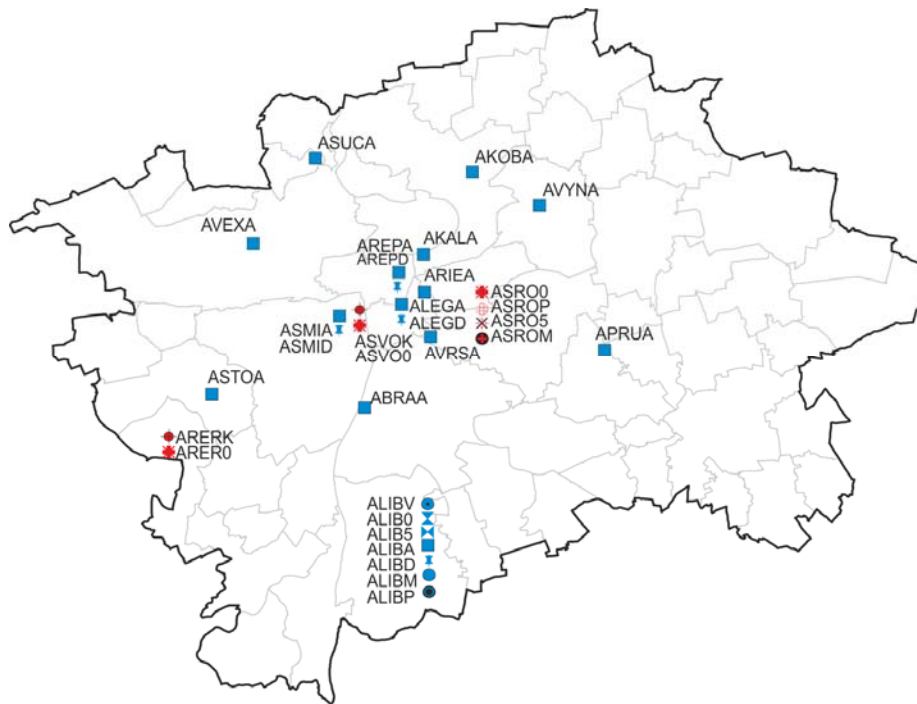 ASUCA
AKOBA
AVYNA
AVEXA
AREPA
AREPD
AKALA
ARIEA
ASRO0
ASROP
ASRO5
ASROM
ALEGA
ALEGD
ASMIA
ASMID
ASVOK
ASVO0
AVRSA
APRUA
ASTOA
ABRAA
ARERK
ARER0
ALIBV
ALIB0
ALIB5
ALIBA
ALIBD
ALIBM
ALIBP